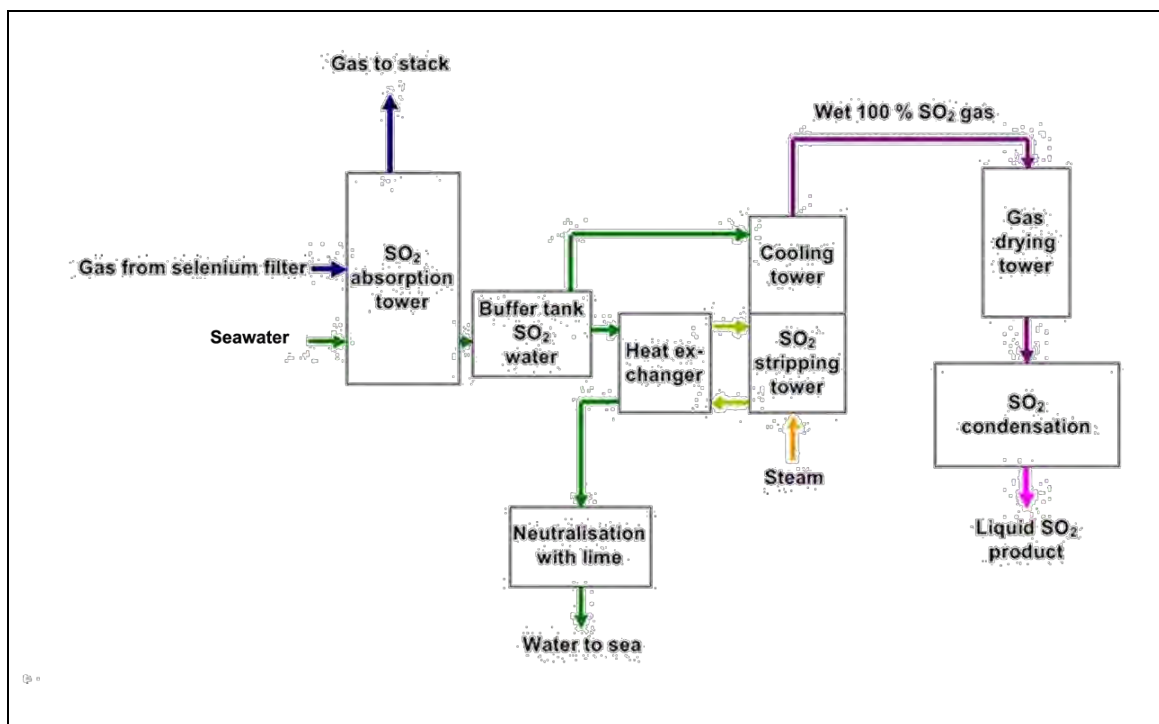 Gas to stack
Wet 100 % SO₂ gas
Gas
drying
tower
SO₂
absorption
tower
Cooling
tower
Gas from selenium filter
Buffer tank
SO₂
water
Seawater
Heat ex-
changer
SO₂
stripping
tower
SO₂
condensation
Steam
Neutralisation
with lime
Liquid SO₂
product
Water to sea